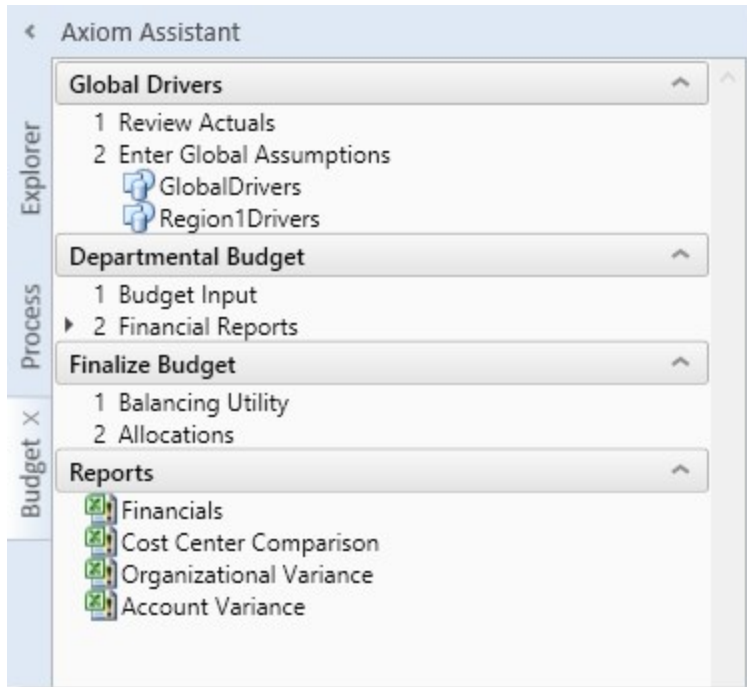 Axiom Assistant
Explorer
Process
Budget X
Global Drivers
1 Review Actuals
2 Enter Global Assumptions
GlobalDrivers
Region1Drivers
Departmental Budget
1 Budget Input
2 Financial Reports
Finalize Budget
1 Balancing Utility
2 Allocations
Reports
Financials
Cost Center Comparison
Organizational Variance
Account Variance